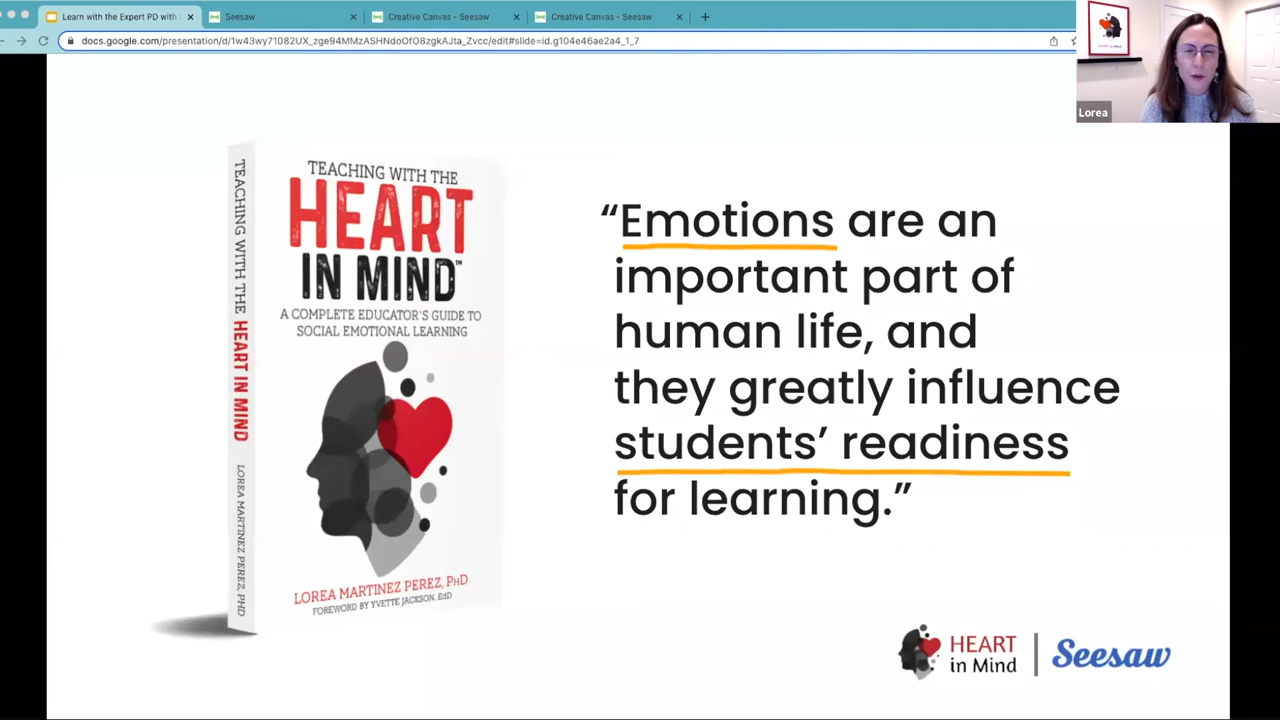 Learn with the Expert PD with
Seesaw
Creative Canvas - Seesaw
Creative Canvas - Seesaw
docs.google.com/presentation/d/1w43wy71082UX_zge94MMzASHNdoOfO8zgkAJta_Zvcc/edit#slide=id.g104e46ae2a4_1_7
Lorea
TEACHING WITH THE HEART IN MIND
LOREA MARTINEZ PEREZ, PHD
TEACHING WITH THE
HEART
IN MIND™
A COMPLETE EDUCATOR'S GUIDE TO
SOCIAL EMOTIONAL LEARNING
LOREA MARTINEZ PEREZ, PHD
FOREWORD BY YVETTE JACKSON, EdD
“Emotions are an
important part of
human life, and
they greatly influence
students’ readiness
for learning.”
HEART
in Mind
Seesaw